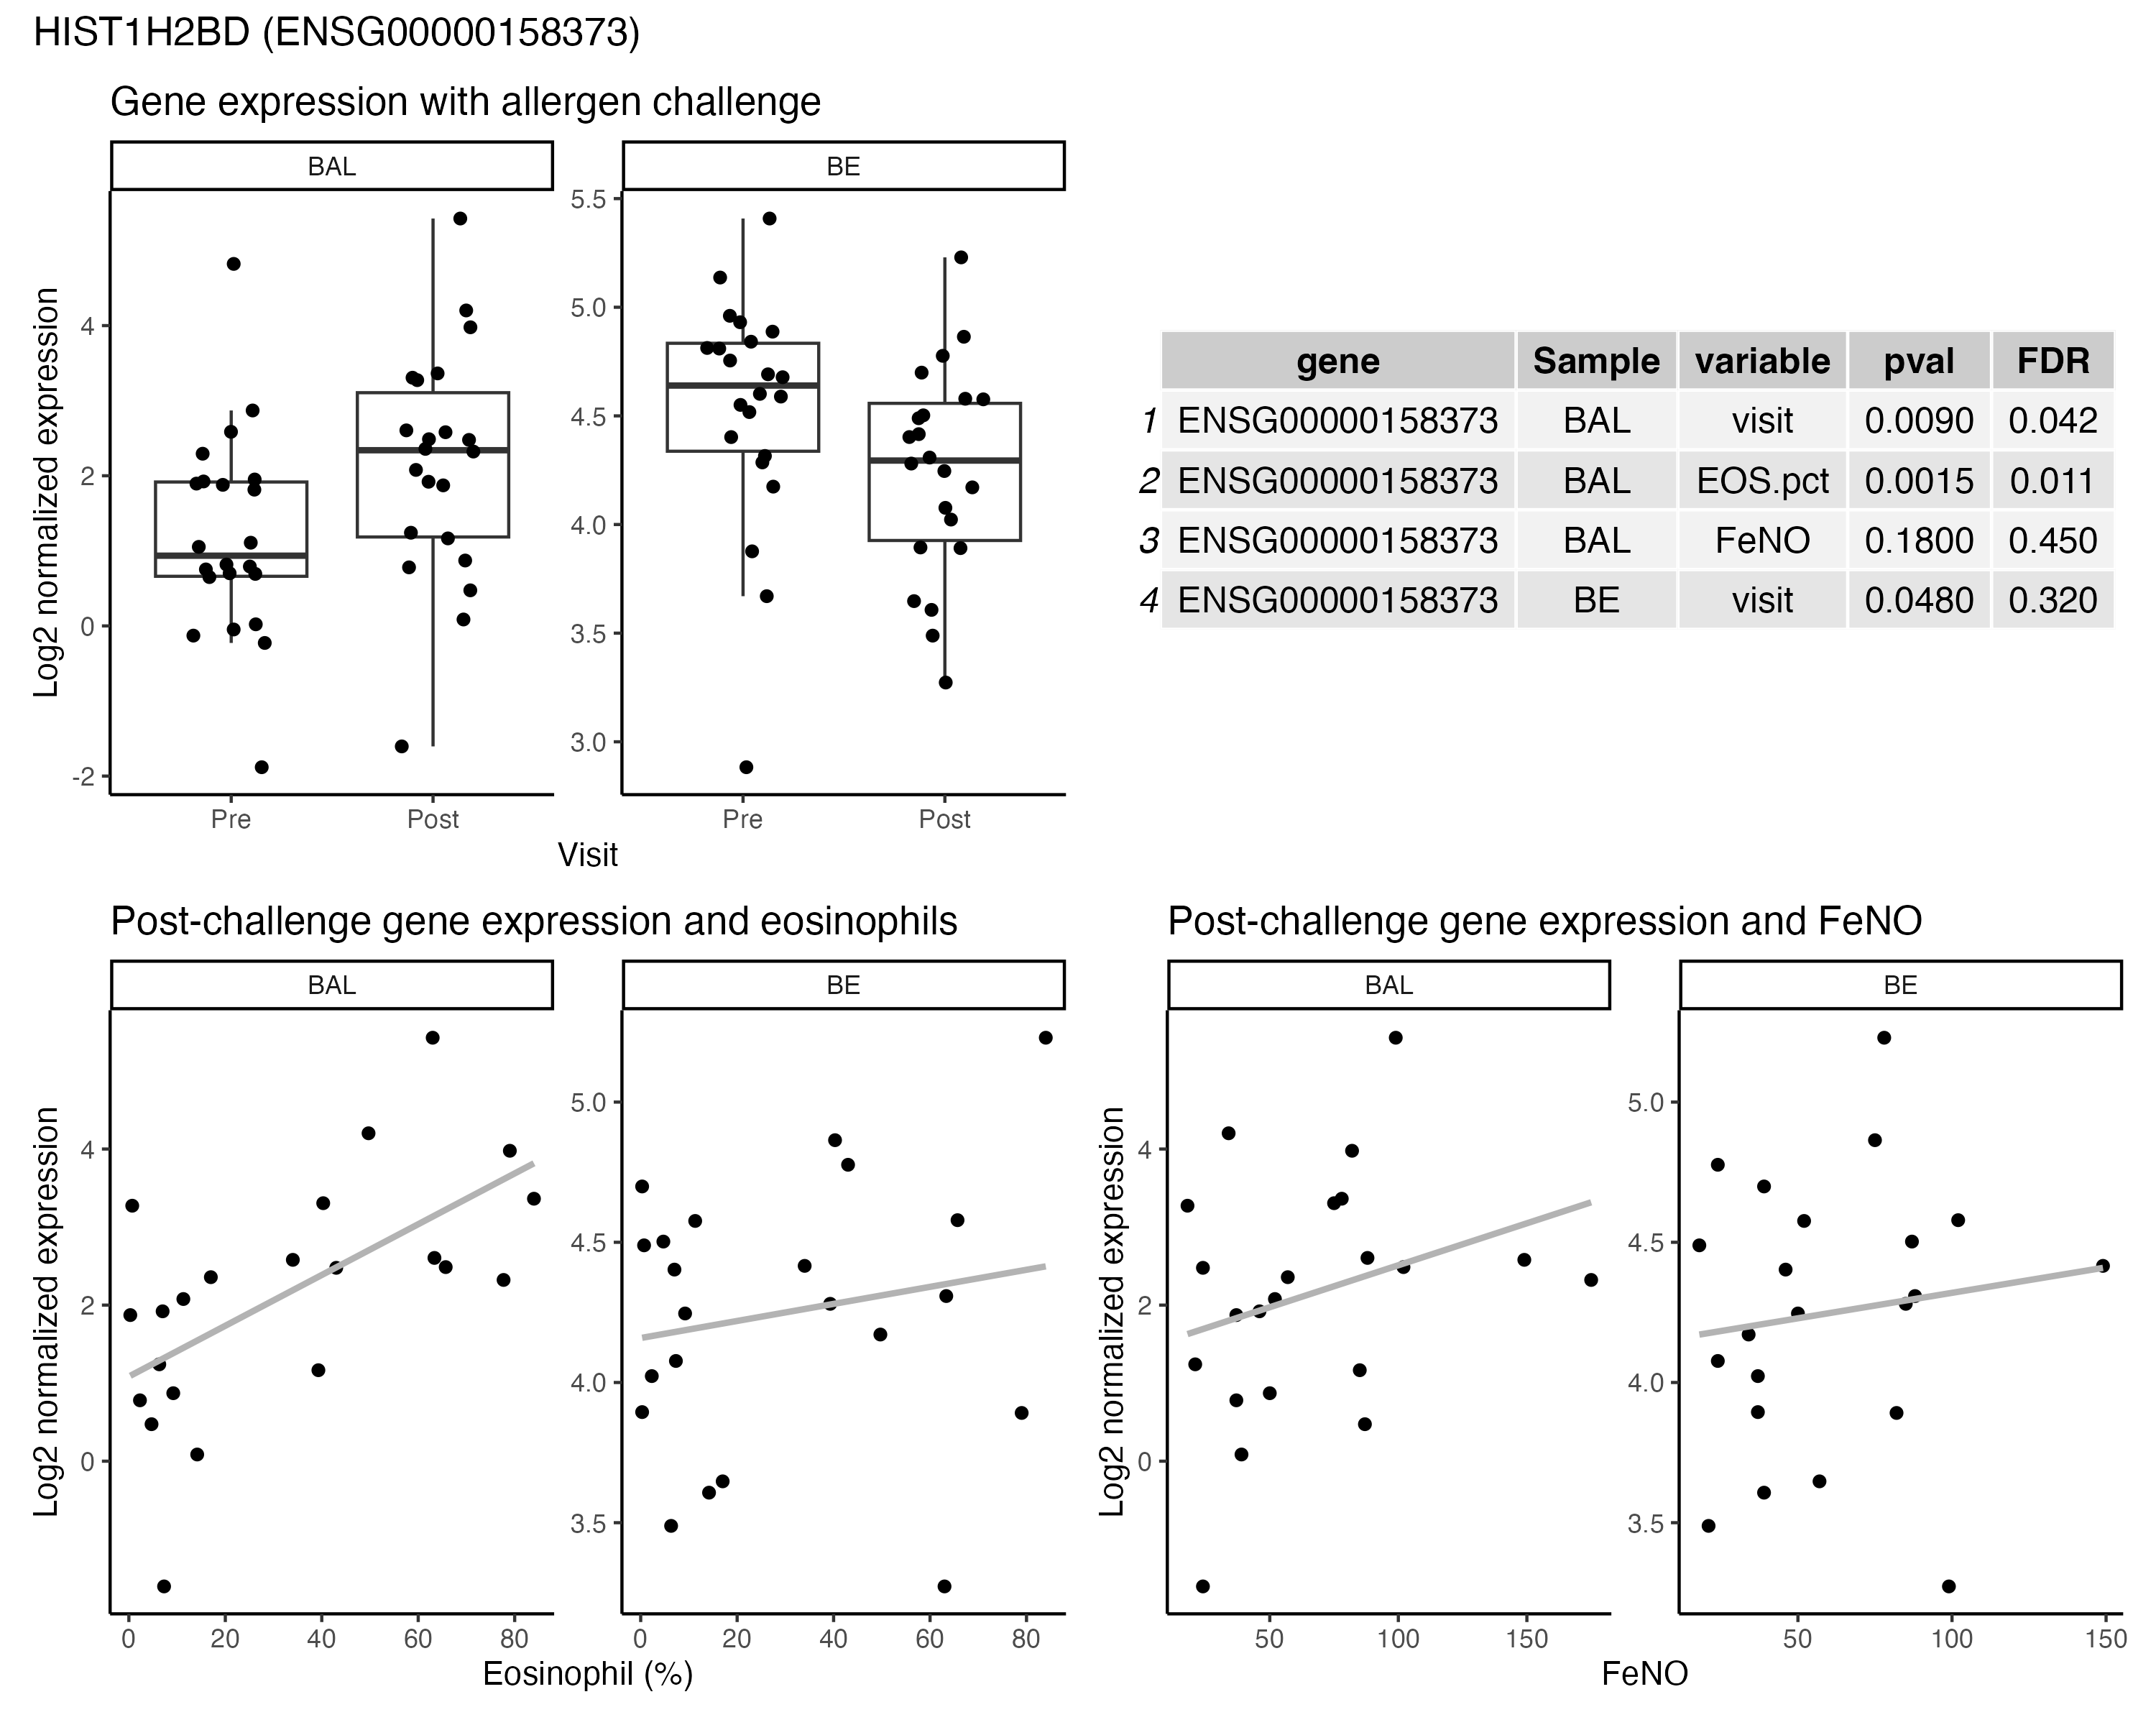 HIST1H2BD (ENSG00000158373)
Gene expression with allergen challenge
BAL
BE
Log2 normalized expression
4
2
0
-2
5.5
5.0
4.5
4.0
3.5
3.0
Pre
Post
Pre
Post
Visit
gene Sample variable pval FDR
1 ENSG00000158373 BAL visit 0.0090 0.042
2 ENSG00000158373 BAL EOS.pct 0.0015 0.011
3 ENSG00000158373 BAL FeNO 0.1800 0.450
4 ENSG00000158373 BE visit 0.0480 0.320
Post-challenge gene expression and eosinophils
BAL
BE
Log2 normalized expression
4
2
0
5.0
4.5
4.0
3.5
0 20 40 60 80
0 20 40 60 80
Eosinophil (%)
Post-challenge gene expression and FeNO
BAL
BE
Log2 normalized expression
4
2
0
5.0
4.5
4.0
3.5
50 100 150
50 100 150
FeNO